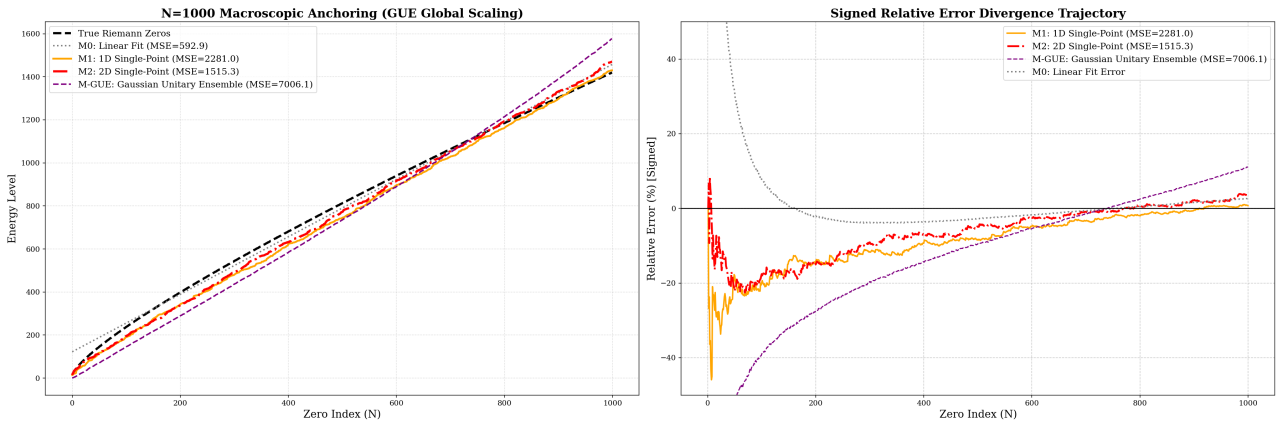 N=1000 Macroscopic Anchoring (GUE Global Scaling)
True Riemann Zeros
M0: Linear Fit (MSE=592.9)
M1: 1D Single-Point (MSE=2281.0)
M2: 2D Single-Point (MSE=1515.3)
M-GUE: Gaussian Unitary Ensemble (MSE=7006.1)
Energy Level
1600
1400
1200
1000
800
600
400
200
0
0 200 400 600 800 1000
Zero Index (N)
Signed Relative Error Divergence Trajectory
M1: 1D Single-Point (MSE=2281.0)
M2: 2D Single-Point (MSE=1515.3)
M-GUE: Gaussian Unitary Ensemble (MSE=7006.1)
M0: Linear Fit Error
Relative Error (%) [Signed]
40
20
0
−20
−40
0 200 400 600 800 1000
Zero Index (N)